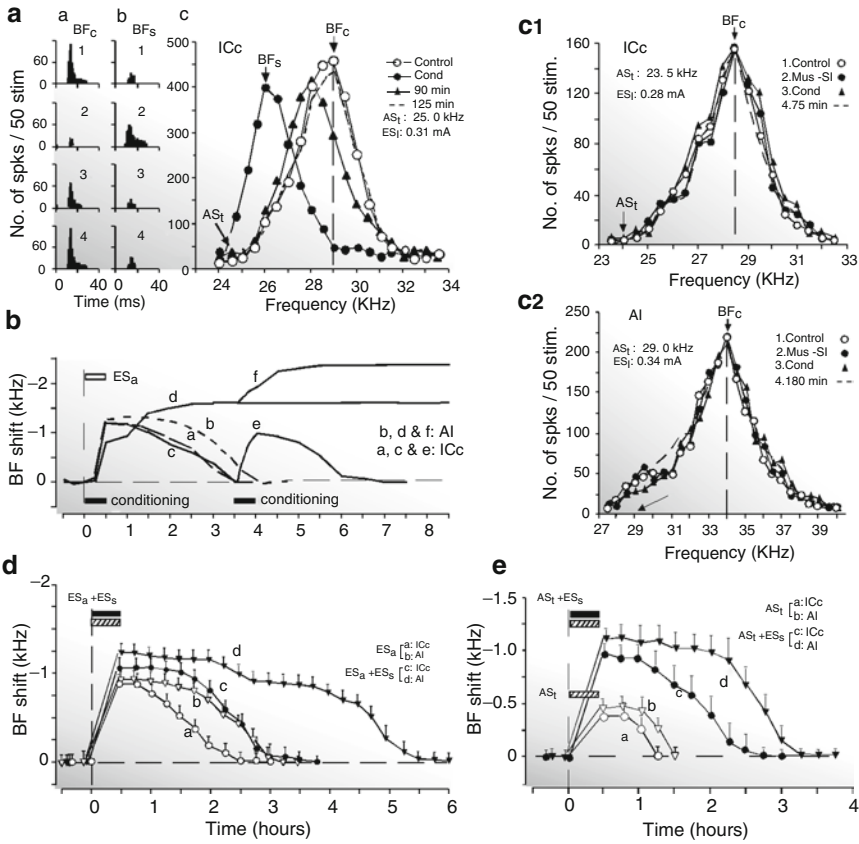 a
a
b
BFc
BFs
No. of spks / 50 stim
60
0
1
1
2
2
60
0
3
3
60
0
4
4
0
40
0
40
Time (ms)
c
ICc
BFs
BFc
500
450
400
350
300
250
200
150
100
50
0
ASt
Control
Cond
90 min
125 min
ASt: 25. 0 kHz
ESl: 0.31 mA
24
26
28
30
32
34
Frequency (KHz)
c1
ICc
BFc
No. of spks / 50 stim.
160
120
80
40
0
ASt : 23. 5 kHz
ESl: 0.28 mA
1.Control
2.Mus -SI
3.Cond
4.75 min
ASt
23
25
27
29
31
33
Frequency (KHz)
b
BF shift (kHz)
−2
−1
0
ESa
d
f
b
a
c
e
b, d & f: AI
a, c & e: ICc
conditioning
conditioning
0
1
2
3
4
5
6
7
8
c2
AI
BFc
No. of spks / 50 stim.
250
200
150
100
50
0
ASt : 29. 0 kHz
ESl: 0.34 mA
1.Control
2.Mus -SI
3.Cond
4.180 min
27
28
31
33
34
37
39
Frequency (KHz)
d
BF shift (kHz)
−2
−1
0
ESa +ESs
ESa
a: ICc
b: AI
ESa +ESs
c: ICc
d: AI
d
c
b
a
0
1
2
3
4
5
6
Time (hours)
e
BF shift (kHz)
−1.5
−1.0
−0.5
0
ASt +ESs
ASt
ASt
a: ICc
b: AI
ASt +ESs
c: ICc
d: AI
d
c
b
a
0
1
2
3
4
Time (hours)